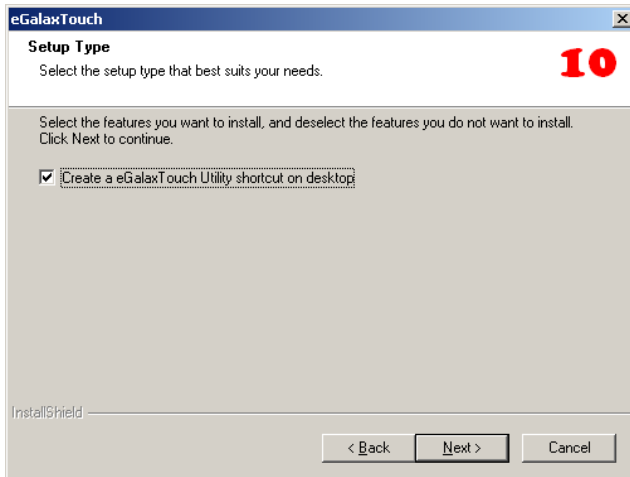 eGalaxTouch
Setup Type
Select the setup type that best suits your needs.
10
Select the features you want to install, and deselect the features you do not want to install.
Click Next to continue.
Create a eGalaxTouch Utility shortcut on desktop
InstallShield
< Back
Next >
Cancel